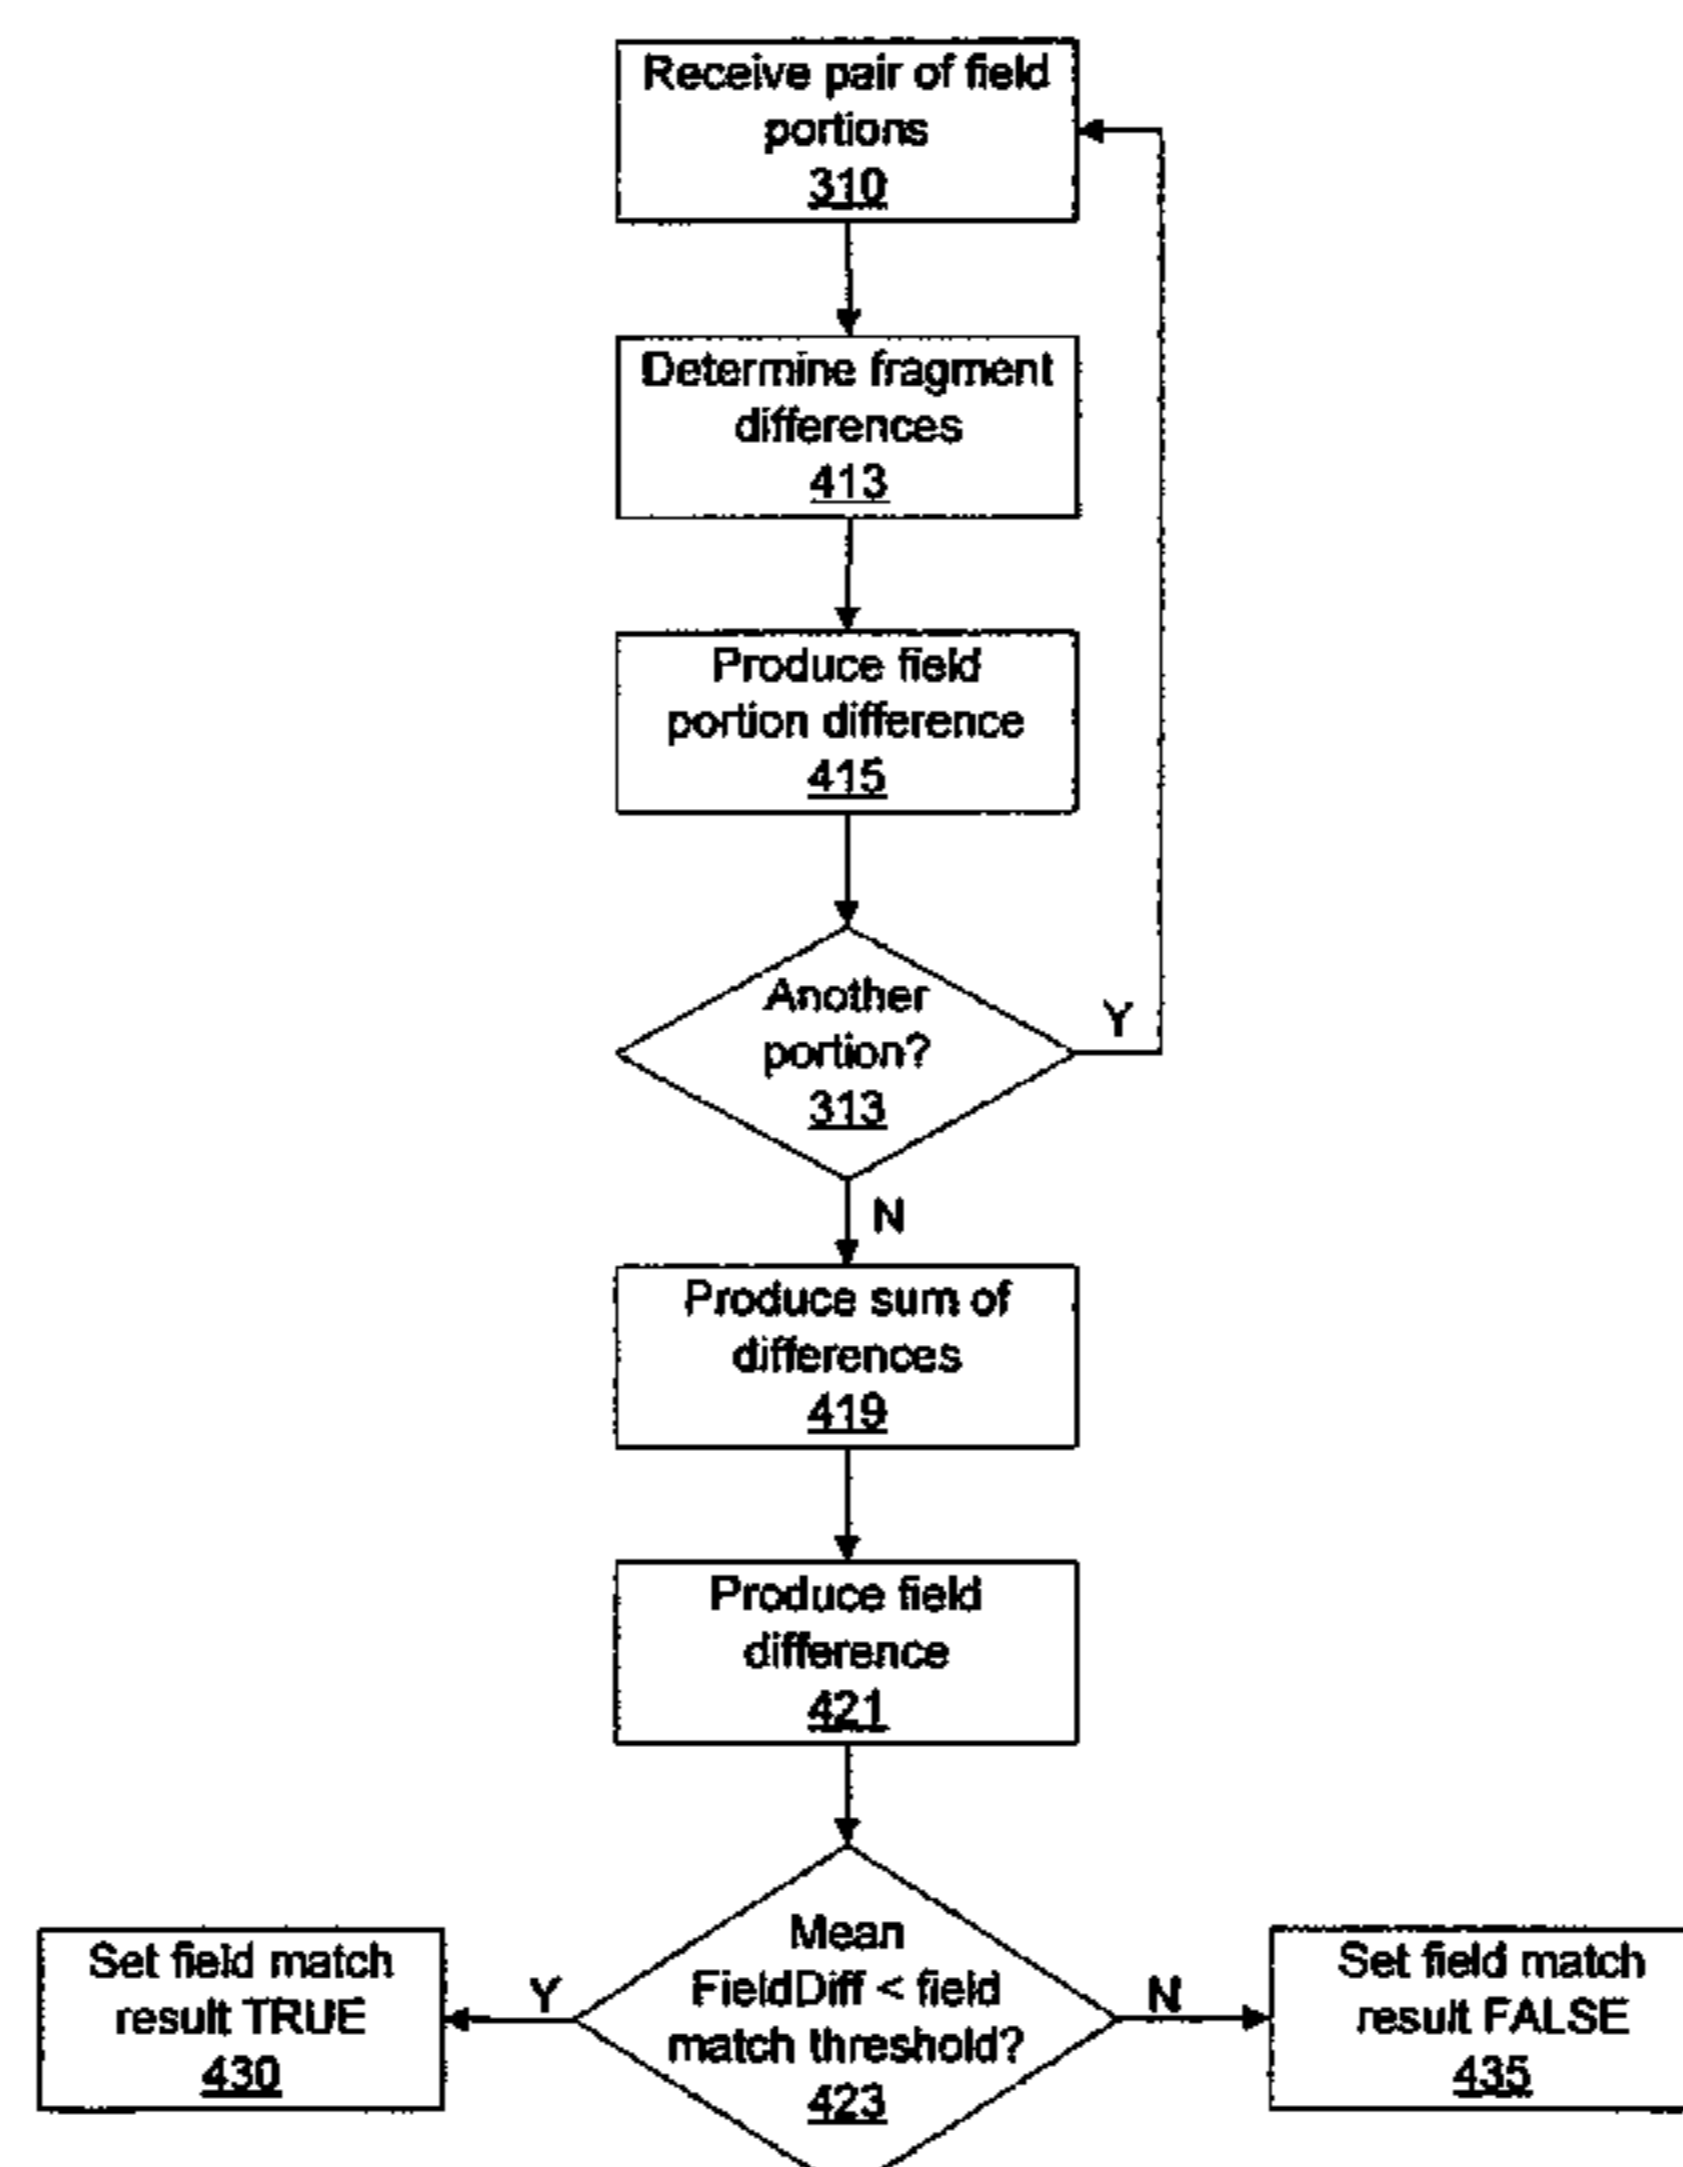 Receive pair of field
portions
310
Determine fragment
differences
413
Produce field
portion difference
415
Another
portion?
313
Y
N
Produce sum of
differences
419
Produce field
difference
421
Mean
FieldDiff < field
match threshold?
423
Y
N
Set field match
result TRUE
430
Set field match
result FALSE
435